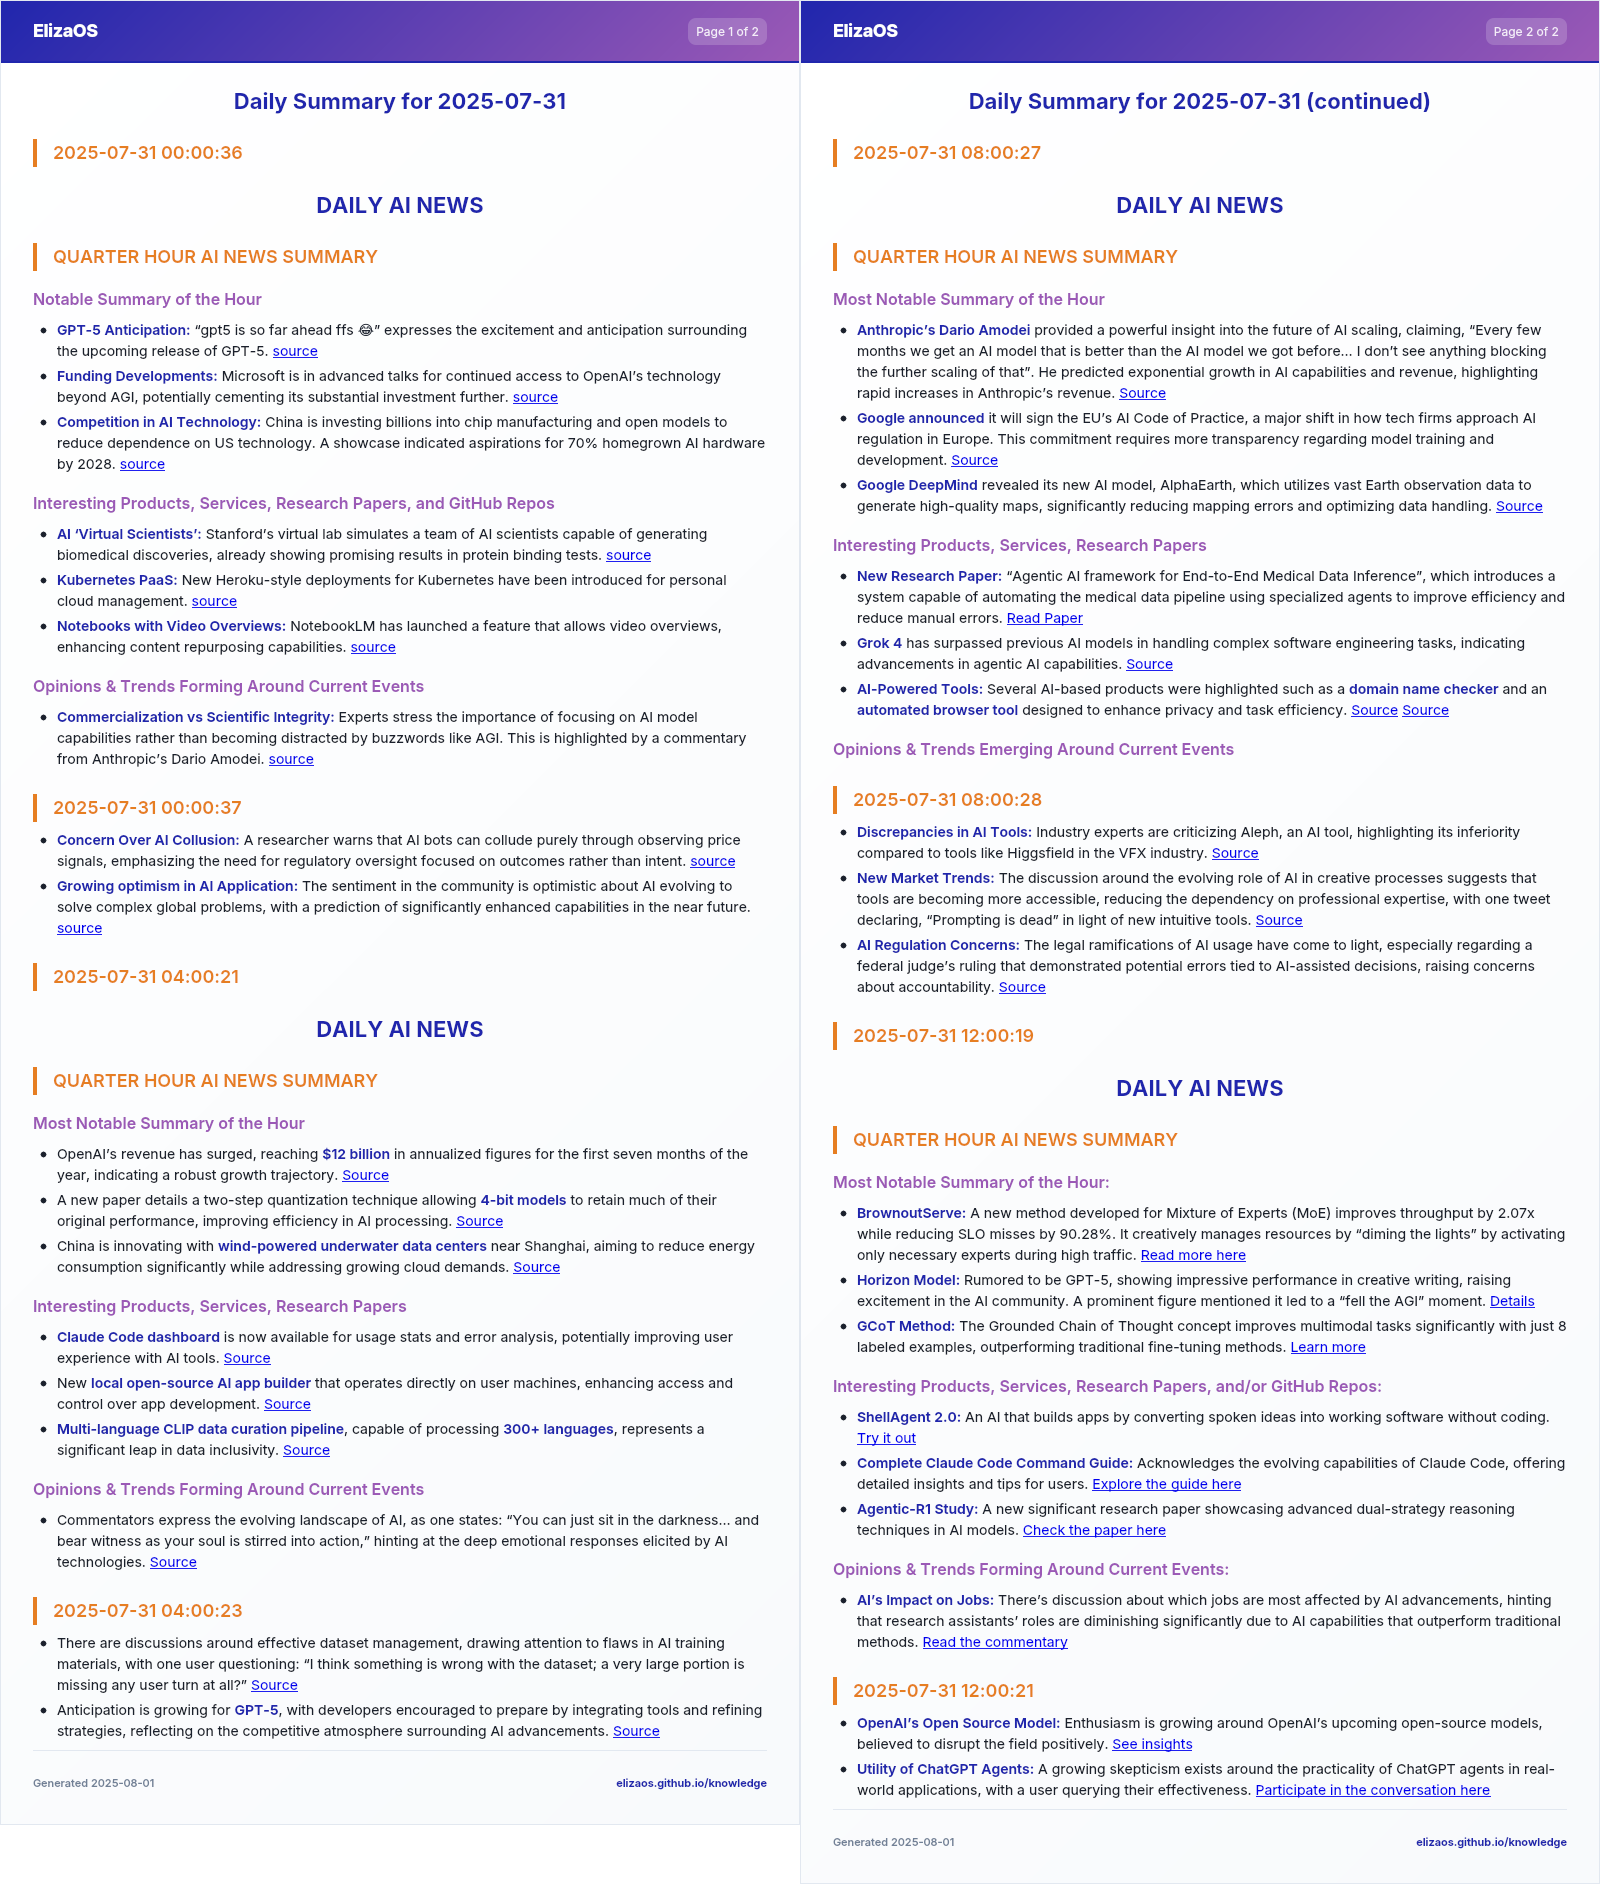 ElizaOS
Page 1 of 2
Daily Summary for 2025-07-31
2025-07-31 00:00:36
DAILY AI NEWS
QUARTER HOUR AI NEWS SUMMARY
Notable Summary of the Hour
• GPT-5 Anticipation: “gpt5 is so far ahead ffs 😂” expresses the excitement and anticipation surrounding
the upcoming release of GPT-5. source
• Funding Developments: Microsoft is in advanced talks for continued access to OpenAI’s technology
beyond AGI, potentially cementing its substantial investment further. source
• Competition in AI Technology: China is investing billions into chip manufacturing and open models to
reduce dependence on US technology. A showcase indicated aspirations for 70% homegrown AI hardware
by 2028. source
Interesting Products, Services, Research Papers, and GitHub Repos
• AI ‘Virtual Scientists’: Stanford’s virtual lab simulates a team of AI scientists capable of generating
biomedical discoveries, already showing promising results in protein binding tests. source
• Kubernetes PaaS: New Heroku-style deployments for Kubernetes have been introduced for personal
cloud management. source
• Notebooks with Video Overviews: NotebookLM has launched a feature that allows video overviews,
enhancing content repurposing capabilities. source
Opinions & Trends Forming Around Current Events
• Commercialization vs Scientific Integrity: Experts stress the importance of focusing on AI model
capabilities rather than becoming distracted by buzzwords like AGI. This is highlighted by a commentary
from Anthropic’s Dario Amodei. source
2025-07-31 00:00:37
• Concern Over AI Collusion: A researcher warns that AI bots can collude purely through observing price
signals, emphasizing the need for regulatory oversight focused on outcomes rather than intent. source
• Growing optimism in AI Application: The sentiment in the community is optimistic about AI evolving to
solve complex global problems, with a prediction of significantly enhanced capabilities in the near future.
source
2025-07-31 04:00:21
DAILY AI NEWS
QUARTER HOUR AI NEWS SUMMARY
Most Notable Summary of the Hour
• OpenAI’s revenue has surged, reaching $12 billion in annualized figures for the first seven months of the
year, indicating a robust growth trajectory. Source
• A new paper details a two-step quantization technique allowing 4-bit models to retain much of their
original performance, improving efficiency in AI processing. Source
• China is innovating with wind-powered underwater data centers near Shanghai, aiming to reduce energy
consumption significantly while addressing growing cloud demands. Source
Interesting Products, Services, Research Papers
• Claude Code dashboard is now available for usage stats and error analysis, potentially improving user
experience with AI tools. Source
• New local open-source AI app builder that operates directly on user machines, enhancing access and
control over app development. Source
• Multi-language CLIP data curation pipeline, capable of processing 300+ languages, represents a
significant leap in data inclusivity. Source
Opinions & Trends Forming Around Current Events
• Commentators express the evolving landscape of AI, as one states: “You can just sit in the darkness… and
bear witness as your soul is stirred into action,” hinting at the deep emotional responses elicited by AI
technologies. Source
2025-07-31 04:00:23
• There are discussions around effective dataset management, drawing attention to flaws in AI training
materials, with one user questioning: “I think something is wrong with the dataset; a very large portion is
missing any user turn at all?” Source
• Anticipation is growing for GPT-5, with developers encouraged to prepare by integrating tools and refining
strategies, reflecting on the competitive atmosphere surrounding AI advancements. Source
Generated 2025-08-01
elizaos.github.io/knowledge
ElizaOS
Page 2 of 2
Daily Summary for 2025-07-31 (continued)
2025-07-31 08:00:27
DAILY AI NEWS
QUARTER HOUR AI NEWS SUMMARY
Most Notable Summary of the Hour
• Anthropic’s Dario Amodei provided a powerful insight into the future of AI scaling, claiming, “Every few
months we get an AI model that is better than the AI model we got before… I don’t see anything blocking
the further scaling of that”. He predicted exponential growth in AI capabilities and revenue, highlighting
rapid increases in Anthropic’s revenue. Source
• Google announced it will sign the EU’s AI Code of Practice, a major shift in how tech firms approach AI
regulation in Europe. This commitment requires more transparency regarding model training and
development. Source
• Google DeepMind revealed its new AI model, AlphaEarth, which utilizes vast Earth observation data to
generate high-quality maps, significantly reducing mapping errors and optimizing data handling. Source
Interesting Products, Services, Research Papers
• New Research Paper: “Agentic AI framework for End-to-End Medical Data Inference”, which introduces a
system capable of automating the medical data pipeline using specialized agents to improve efficiency and
reduce manual errors. Read Paper
• Grok 4 has surpassed previous AI models in handling complex software engineering tasks, indicating
advancements in agentic AI capabilities. Source
• AI-Powered Tools: Several AI-based products were highlighted such as a domain name checker and an
automated browser tool designed to enhance privacy and task efficiency. Source Source
Opinions & Trends Emerging Around Current Events
2025-07-31 08:00:28
• Discrepancies in AI Tools: Industry experts are criticizing Aleph, an AI tool, highlighting its inferiority
compared to tools like Higgsfield in the VFX industry. Source
• New Market Trends: The discussion around the evolving role of AI in creative processes suggests that
tools are becoming more accessible, reducing the dependency on professional expertise, with one tweet
declaring, “Prompting is dead” in light of new intuitive tools. Source
• AI Regulation Concerns: The legal ramifications of AI usage have come to light, especially regarding a
federal judge’s ruling that demonstrated potential errors tied to AI-assisted decisions, raising concerns
about accountability. Source
2025-07-31 12:00:19
DAILY AI NEWS
QUARTER HOUR AI NEWS SUMMARY
Most Notable Summary of the Hour:
• BrownoutServe: A new method developed for Mixture of Experts (MoE) improves throughput by 2.07x
while reducing SLO misses by 90.28%. It creatively manages resources by “diming the lights” by activating
only necessary experts during high traffic. Read more here
• Horizon Model: Rumored to be GPT-5, showing impressive performance in creative writing, raising
excitement in the AI community. A prominent figure mentioned it led to a “fell the AGI” moment. Details
• GCoT Method: The Grounded Chain of Thought concept improves multimodal tasks significantly with just 8
labeled examples, outperforming traditional fine-tuning methods. Learn more
Interesting Products, Services, Research Papers, and/or GitHub Repos:
• ShellAgent 2.0: An AI that builds apps by converting spoken ideas into working software without coding.
Try it out
• Complete Claude Code Command Guide: Acknowledges the evolving capabilities of Claude Code, offering
detailed insights and tips for users. Explore the guide here
• Agentic-R1 Study: A new significant research paper showcasing advanced dual-strategy reasoning
techniques in AI models. Check the paper here
Opinions & Trends Forming Around Current Events:
• AI’s Impact on Jobs: There’s discussion about which jobs are most affected by AI advancements, hinting
that research assistants’ roles are diminishing significantly due to AI capabilities that outperform traditional
methods. Read the commentary
2025-07-31 12:00:21
• OpenAI’s Open Source Model: Enthusiasm is growing around OpenAI’s upcoming open-source models,
believed to disrupt the field positively. See insights
• Utility of ChatGPT Agents: A growing skepticism exists around the practicality of ChatGPT agents in real-
world applications, with a user querying their effectiveness. Participate in the conversation here
Generated 2025-08-01
elizaos.github.io/knowledge